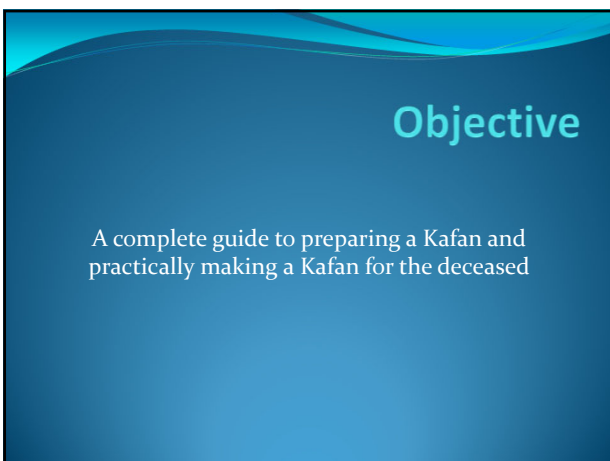 Objective
A complete guide to preparing a Kafan and
practically making a Kafan for the deceased